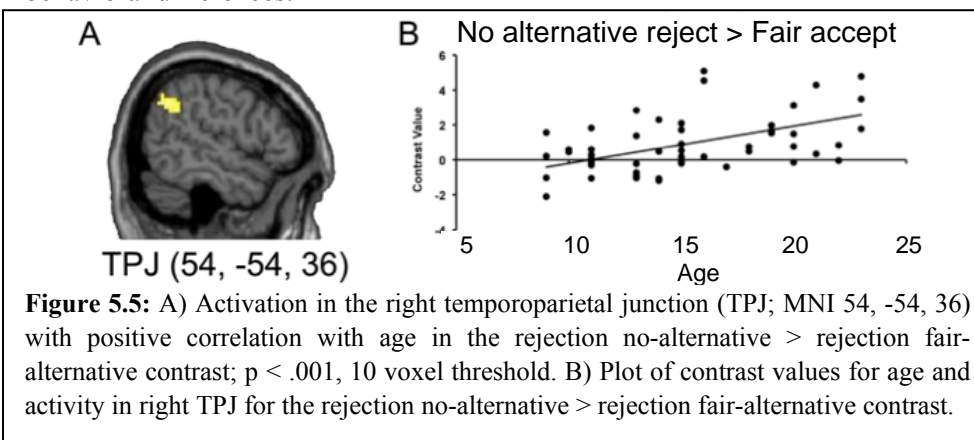 A
B No alternative reject > Fair accept
6
4
2
0
-2
Contrast Value
5 10 15 20 25
Age
TPJ (54, -54, 36)
Figure 5.5: A) Activation in the right temporoparietal junction (TPJ; MNI 54, -54, 36)
with positive correlation with age in the rejection no-alternative > rejection fair-
alternative contrast; p < .001, 10 voxel threshold. B) Plot of contrast values for age and
activity in right TPJ for the rejection no-alternative > rejection fair-alternative contrast.